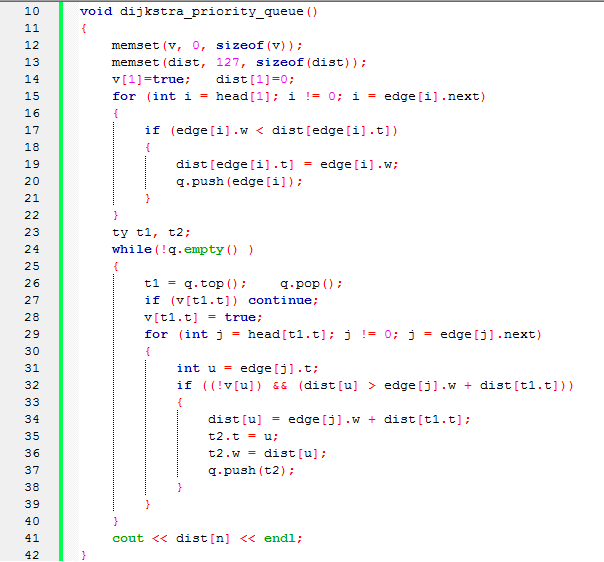 10 void dijkstra_priority_queue()
11 {
12     memset(v, 0, sizeof(v));
13     memset(dist, 127, sizeof(dist));
14     v[1]=true;   dist[1]=0;
15     for (int i = head[1]; i != 0; i = edge[i].next)
16     {
17         if (edge[i].w < dist[edge[i].t])
18         {
19             dist[edge[i].t] = edge[i].w;
20             q.push(edge[i]);
21         }
22     }
23     ty t1, t2;
24     while(!q.empty() )
25     {
26         t1 = q.top();    q.pop();
27         if (v[t1.t]) continue;
28         v[t1.t] = true;
29         for (int j = head[t1.t]; j != 0; j = edge[j].next)
30         {
31             int u = edge[j].t;
32             if ((!v[u]) && (dist[u] > edge[j].w + dist[t1.t]))
33             {
34                 dist[u] = edge[j].w + dist[t1.t];
35                 t2.t = u;
36                 t2.w = dist[u];
37                 q.push(t2);
38             }
39         }
40     }
41     cout << dist[n] << endl;
42 }